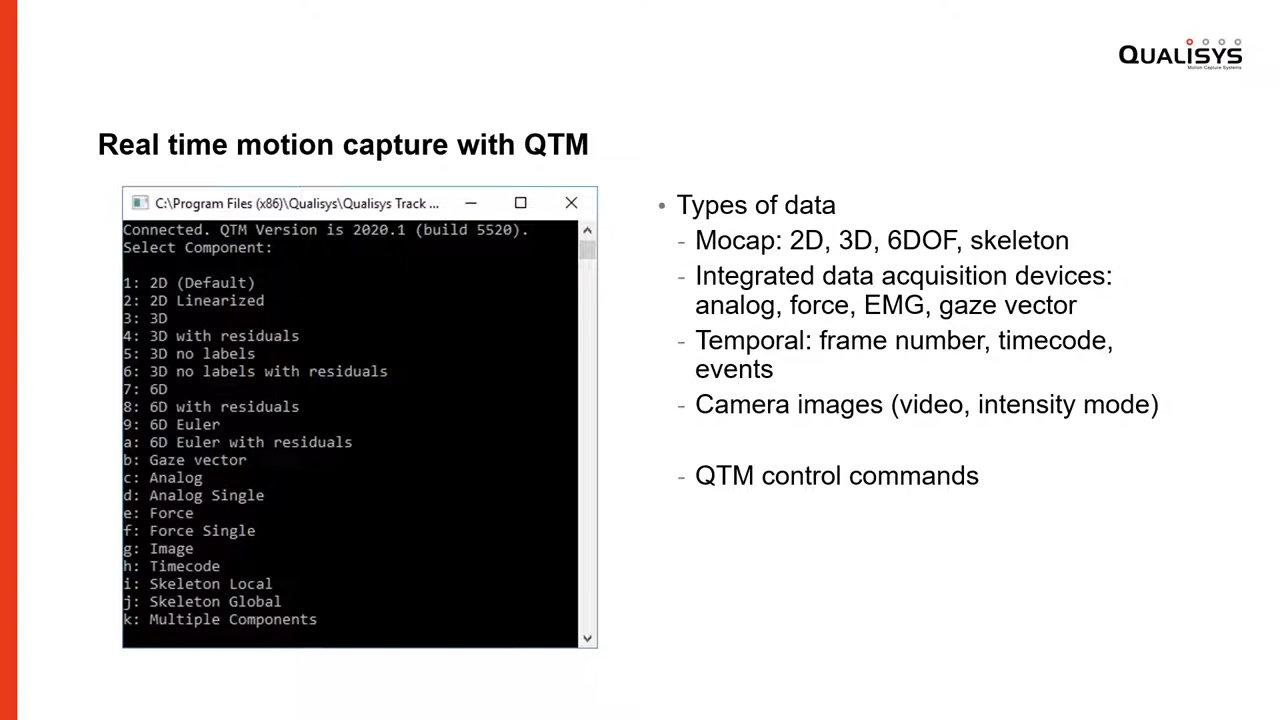 QUALISYS
Motion Capture Systems
Real time motion capture with QTM
C:\Program Files (x86)\Qualisys\Qualisys Track ...
Connected. QTM Version is 2020.1 (build 5520).
Select Component:
1: 2D (Default)
2: 2D Linearized
3: 3D
4: 3D with residuals
5: 3D no labels
6: 3D no labels with residuals
7: 6D
8: 6D with residuals
9: 6D Euler
a: 6D Euler with residuals
b: Gaze vector
c: Analog
d: Analog Single
e: Force
f: Force Single
g: Image
h: Timecode
i: Skeleton Local
j: Skeleton Global
k: Multiple Components
• Types of data
- Mocap: 2D, 3D, 6DOF, skeleton
- Integrated data acquisition devices:
analog, force, EMG, gaze vector
- Temporal: frame number, timecode,
events
- Camera images (video, intensity mode)
- QTM control commands